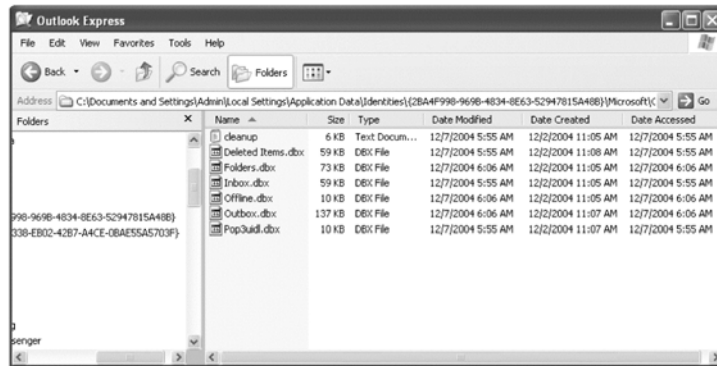 Outlook Express
File Edit View Favorites Tools Help
Back Search Folders
Address C:\Documents and Settings\Admin\Local Settings\Application Data\Identities\{2BA4F998-969B-4834-8E63-52947815A48B}\Microsoft\C Go
Folders × Name Size Type Date Modified Date Created Date Accessed
cleanup 6 KB Text Docum... 12/7/2004 5:55 AM 12/2/2004 11:05 AM 12/7/2004 5:55 AM
Deleted Items.dbx 59 KB DBX File 12/7/2004 5:55 AM 12/2/2004 11:08 AM 12/7/2004 5:55 AM
Folders.dbx 73 KB DBX File 12/7/2004 6:06 AM 12/2/2004 11:05 AM 12/7/2004 6:06 AM
Inbox.dbx 59 KB DBX File 12/7/2004 5:55 AM 12/2/2004 11:05 AM 12/7/2004 5:55 AM
Offline.dbx 10 KB DBX File 12/7/2004 6:06 AM 12/2/2004 11:05 AM 12/7/2004 6:06 AM
998-969B-4834-8E63-52947815A48B} Outbox.dbx 137 KB DBX File 12/7/2004 6:06 AM 12/2/2004 11:07 AM 12/7/2004 6:06 AM
338-EB02-42B7-A4CE-0BAE55A5703F} Pop3uidl.dbx 10 KB DBX File 12/7/2004 5:55 AM 12/2/2004 11:07 AM 12/7/2004 5:55 AM
senger